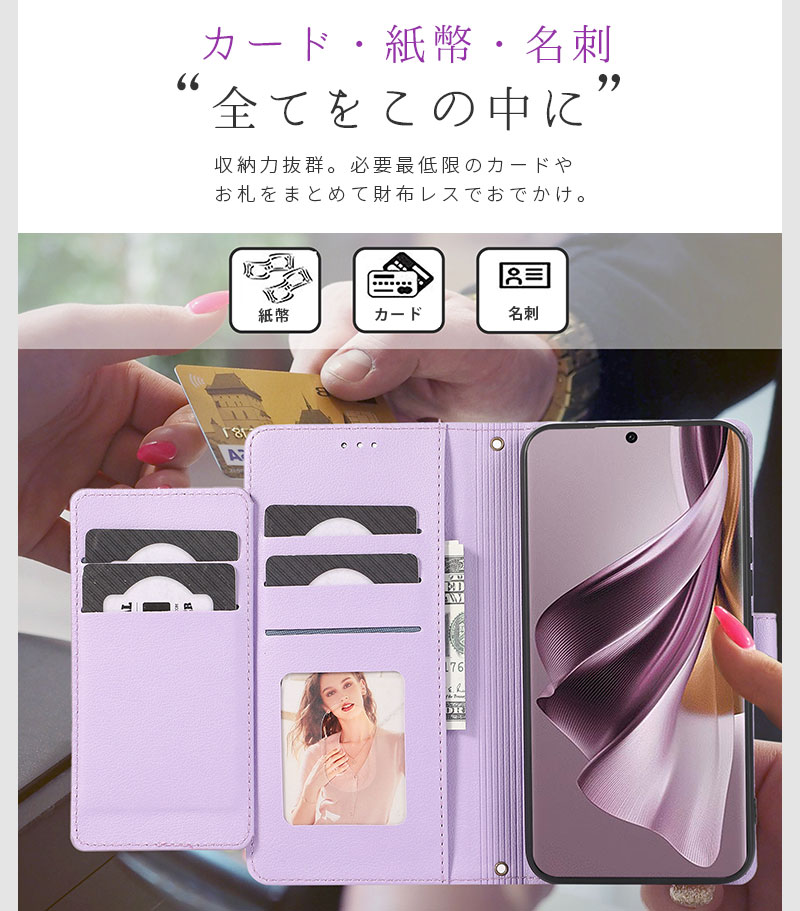 カード・紙幣・名刺
“全てをこの中に”
収納力抜群。必要最低限のカードや
お札をまとめて財布レスでおでかけ。
紙幣
カード
名刺